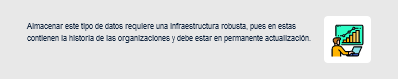 Almacenar este tipo de datos requiere una infraestructura robusta, pues en estas
contienen la historia de las organizaciones y debe estar en permanente actualización.